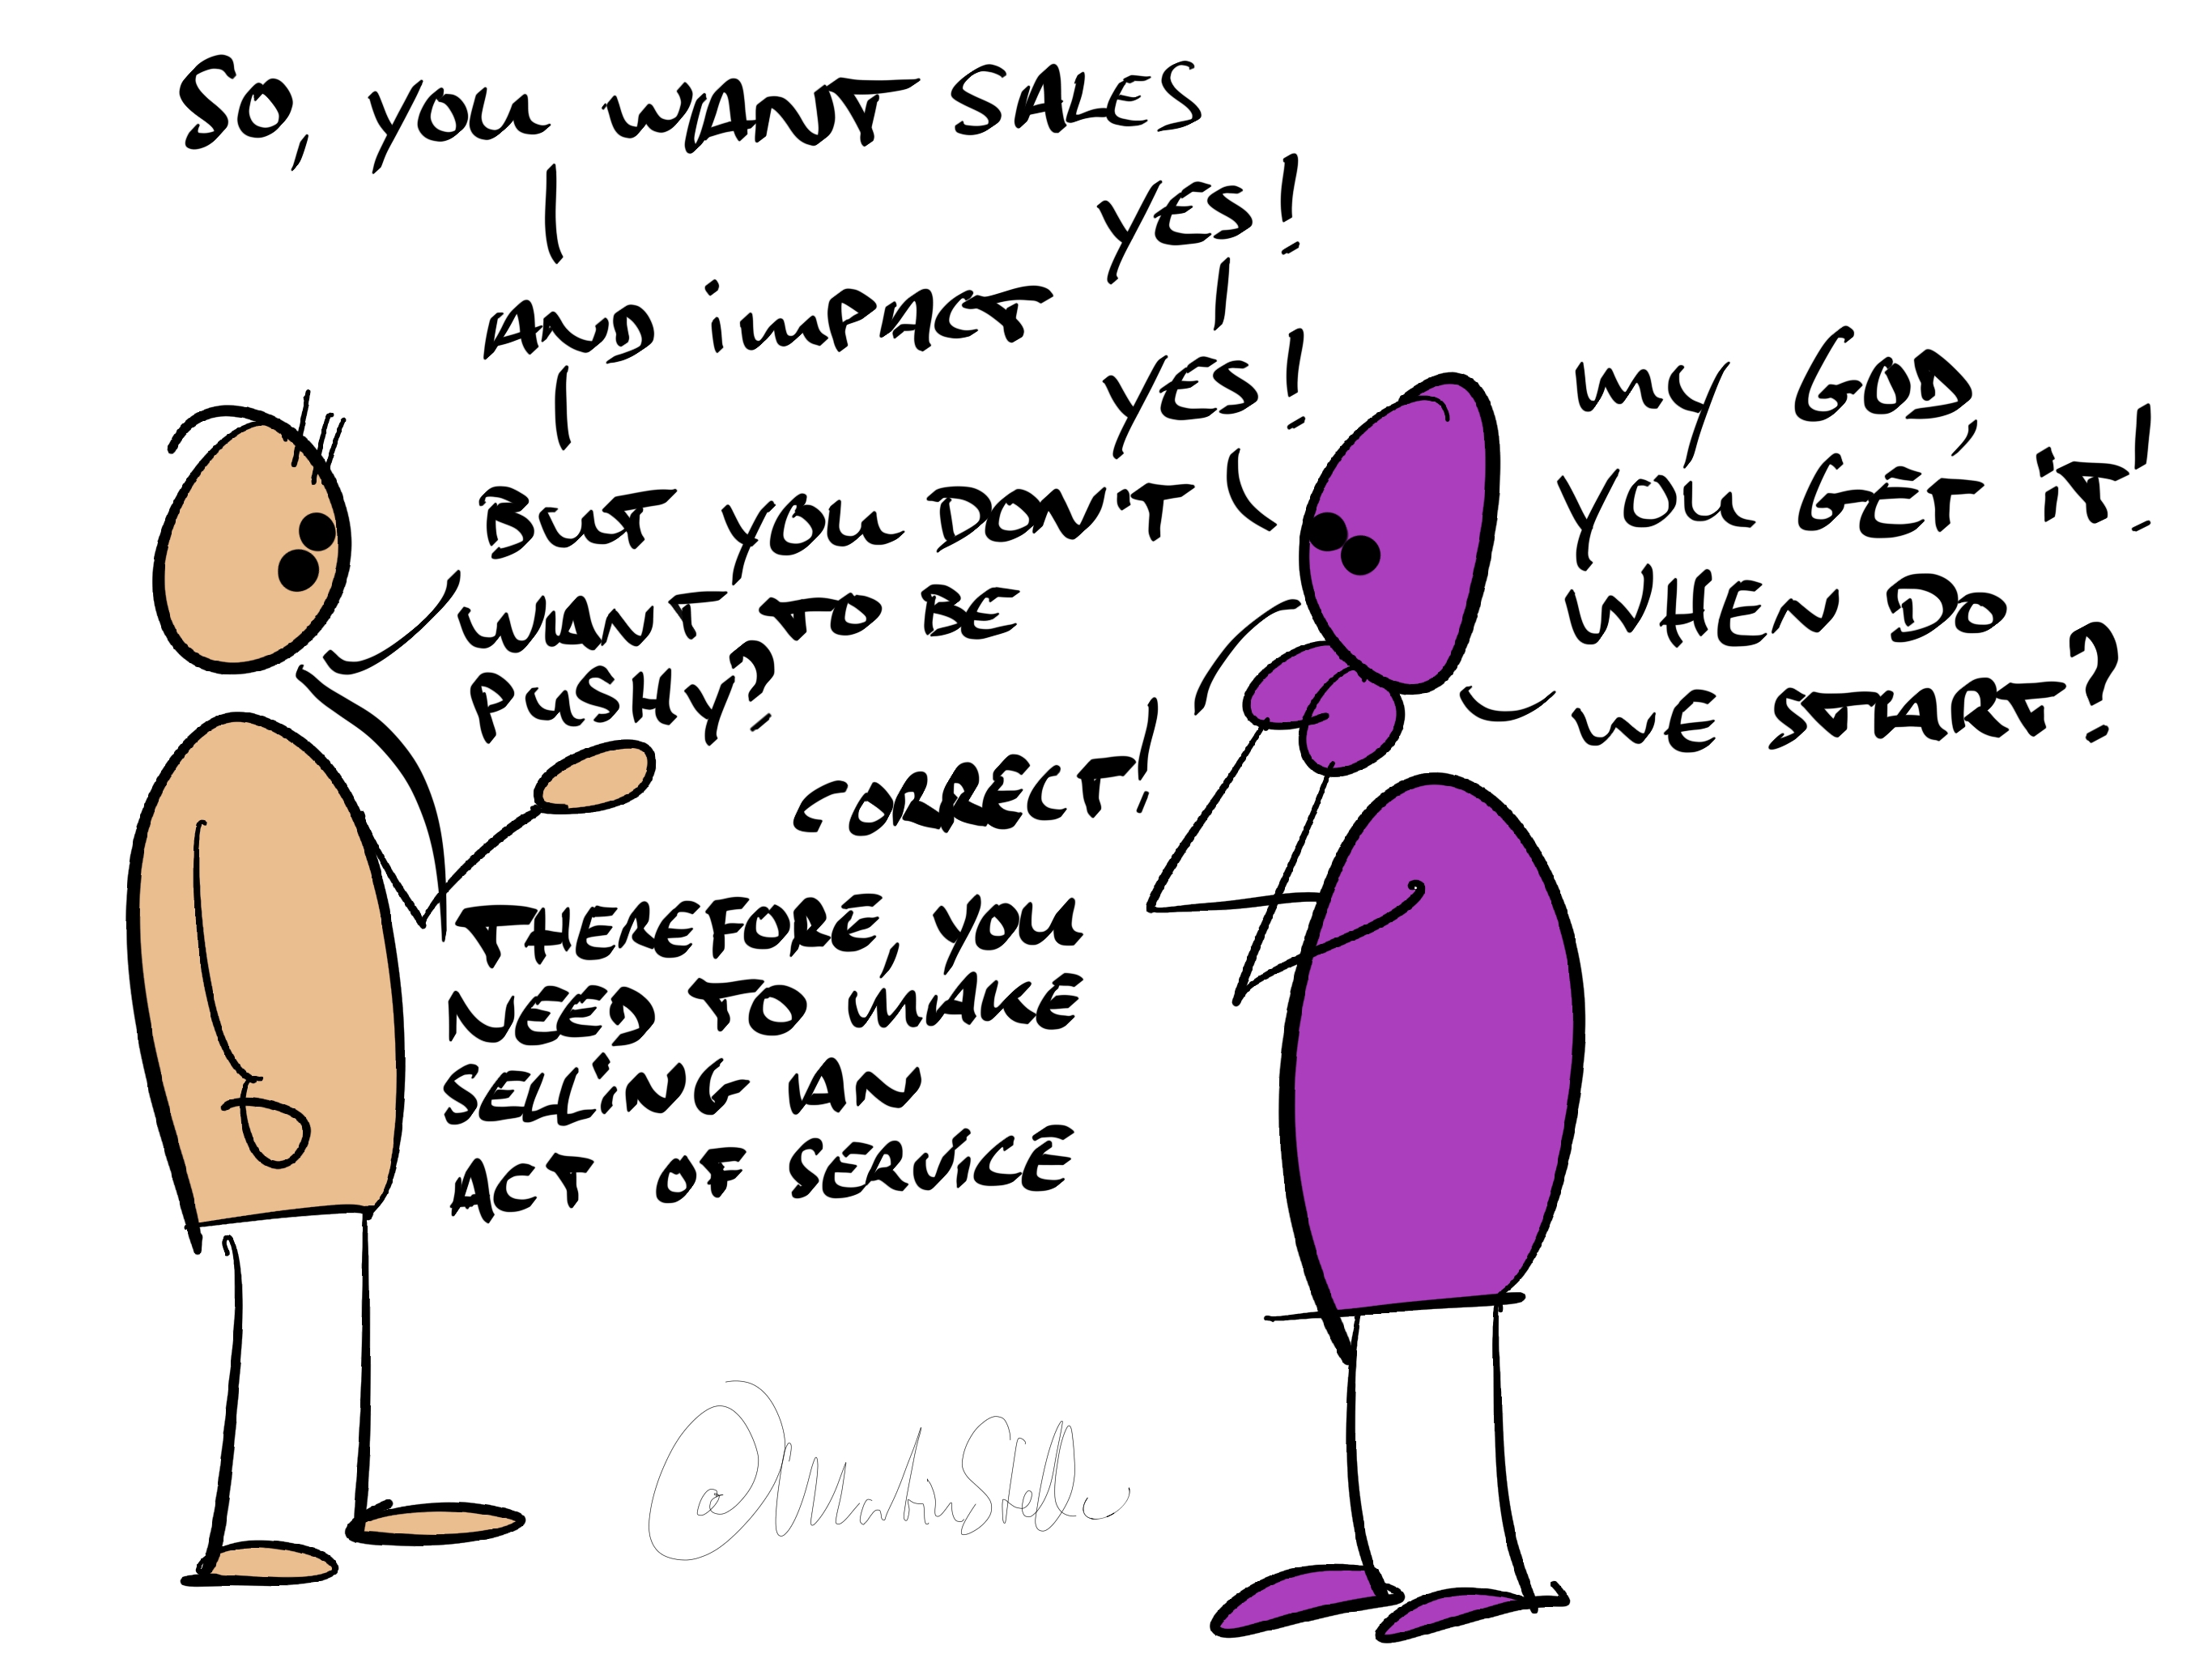 So, you WANT SALES
YES!
AND impact
YES!
BUT YOU DON'T
WANT TO BE
PUSHY?
CORRECT!
THEREFORE, YOU
NEED TO MAKE
SELLING AN
ACT OF SERVICE
MY GOD,
YOU GET iT!
WHEN DO
WE START?
@MartinStellar